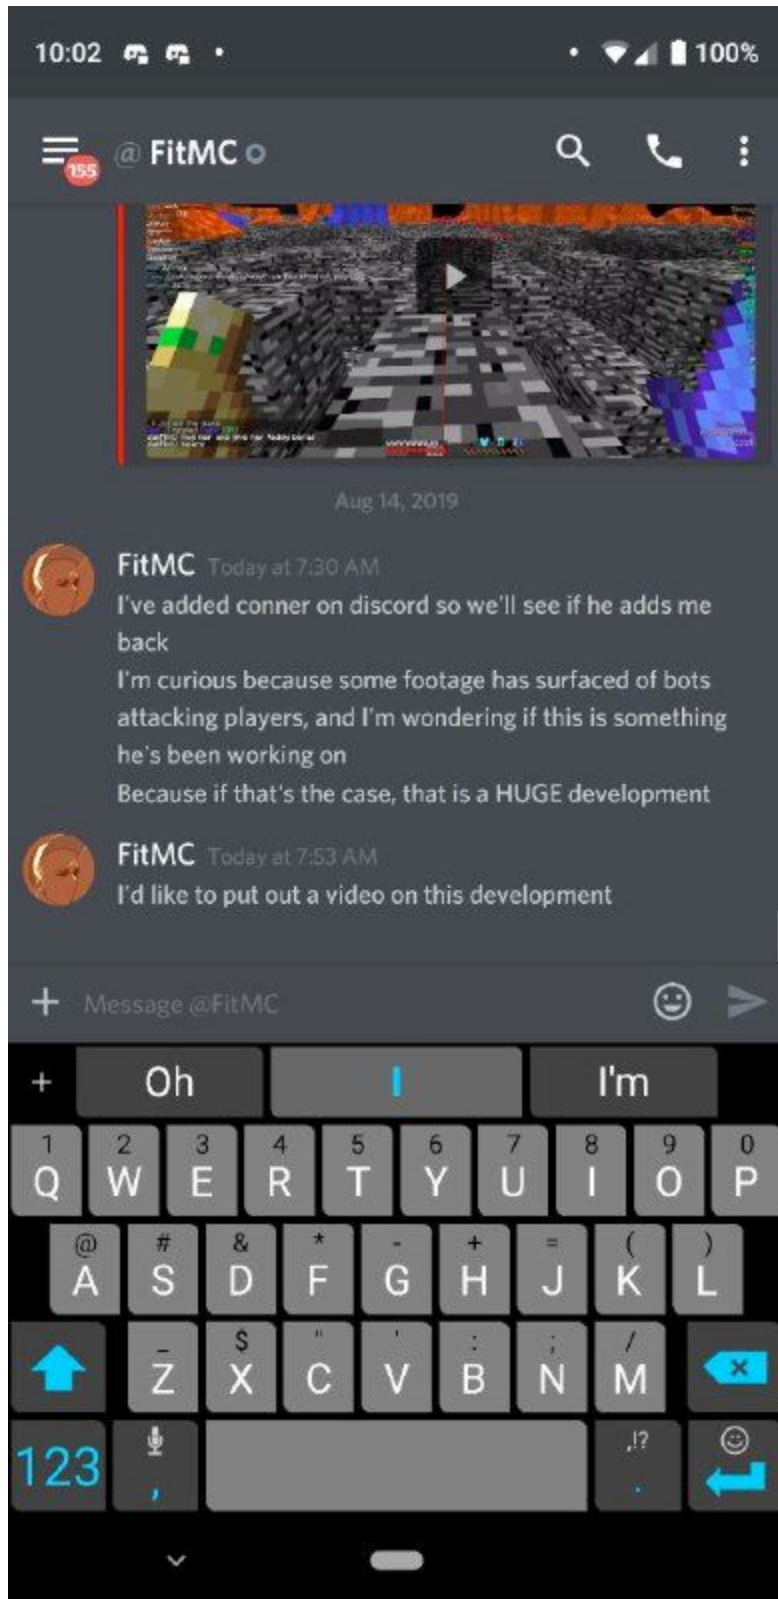 10:02
100%
155
@ FitMC
Aug 14, 2019
FitMC Today at 7:30 AM
I've added conner on discord so we'll see if he adds me
back
I'm curious because some footage has surfaced of bots
attacking players, and I'm wondering if this is something
he's been working on
Because if that's the case, that is a HUGE development
FitMC Today at 7:53 AM
I'd like to put out a video on this development
+ Message @FitMC
+ Oh I I'm
1 2 3 4 5 6 7 8 9 0
Q W E R T Y U I O P
@ # & * - + = ( )
A S D F G H J K L
_ $ " ' : ; /
Z X C V B N M
,!?
123 , .